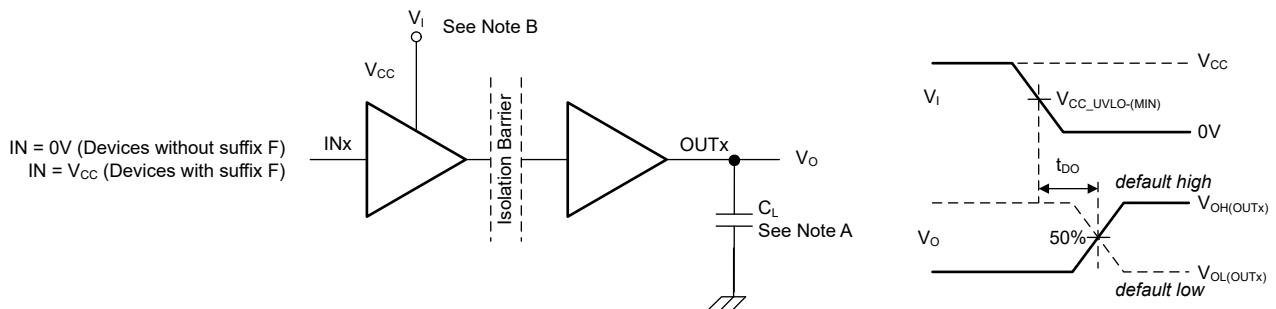 V_I
See Note B
V_CC
IN = 0V (Devices without suffix F)
IN = V_CC (Devices with suffix F)
INx
Isolation Barrier
OUTx
V_O
C_L
See Note A
V_I
V_CC
V_CC_UVLO-(MIN)
0V
t_DO
default high
V_OH(OUTx)
V_O
50%
V_OL(OUTx)
default low